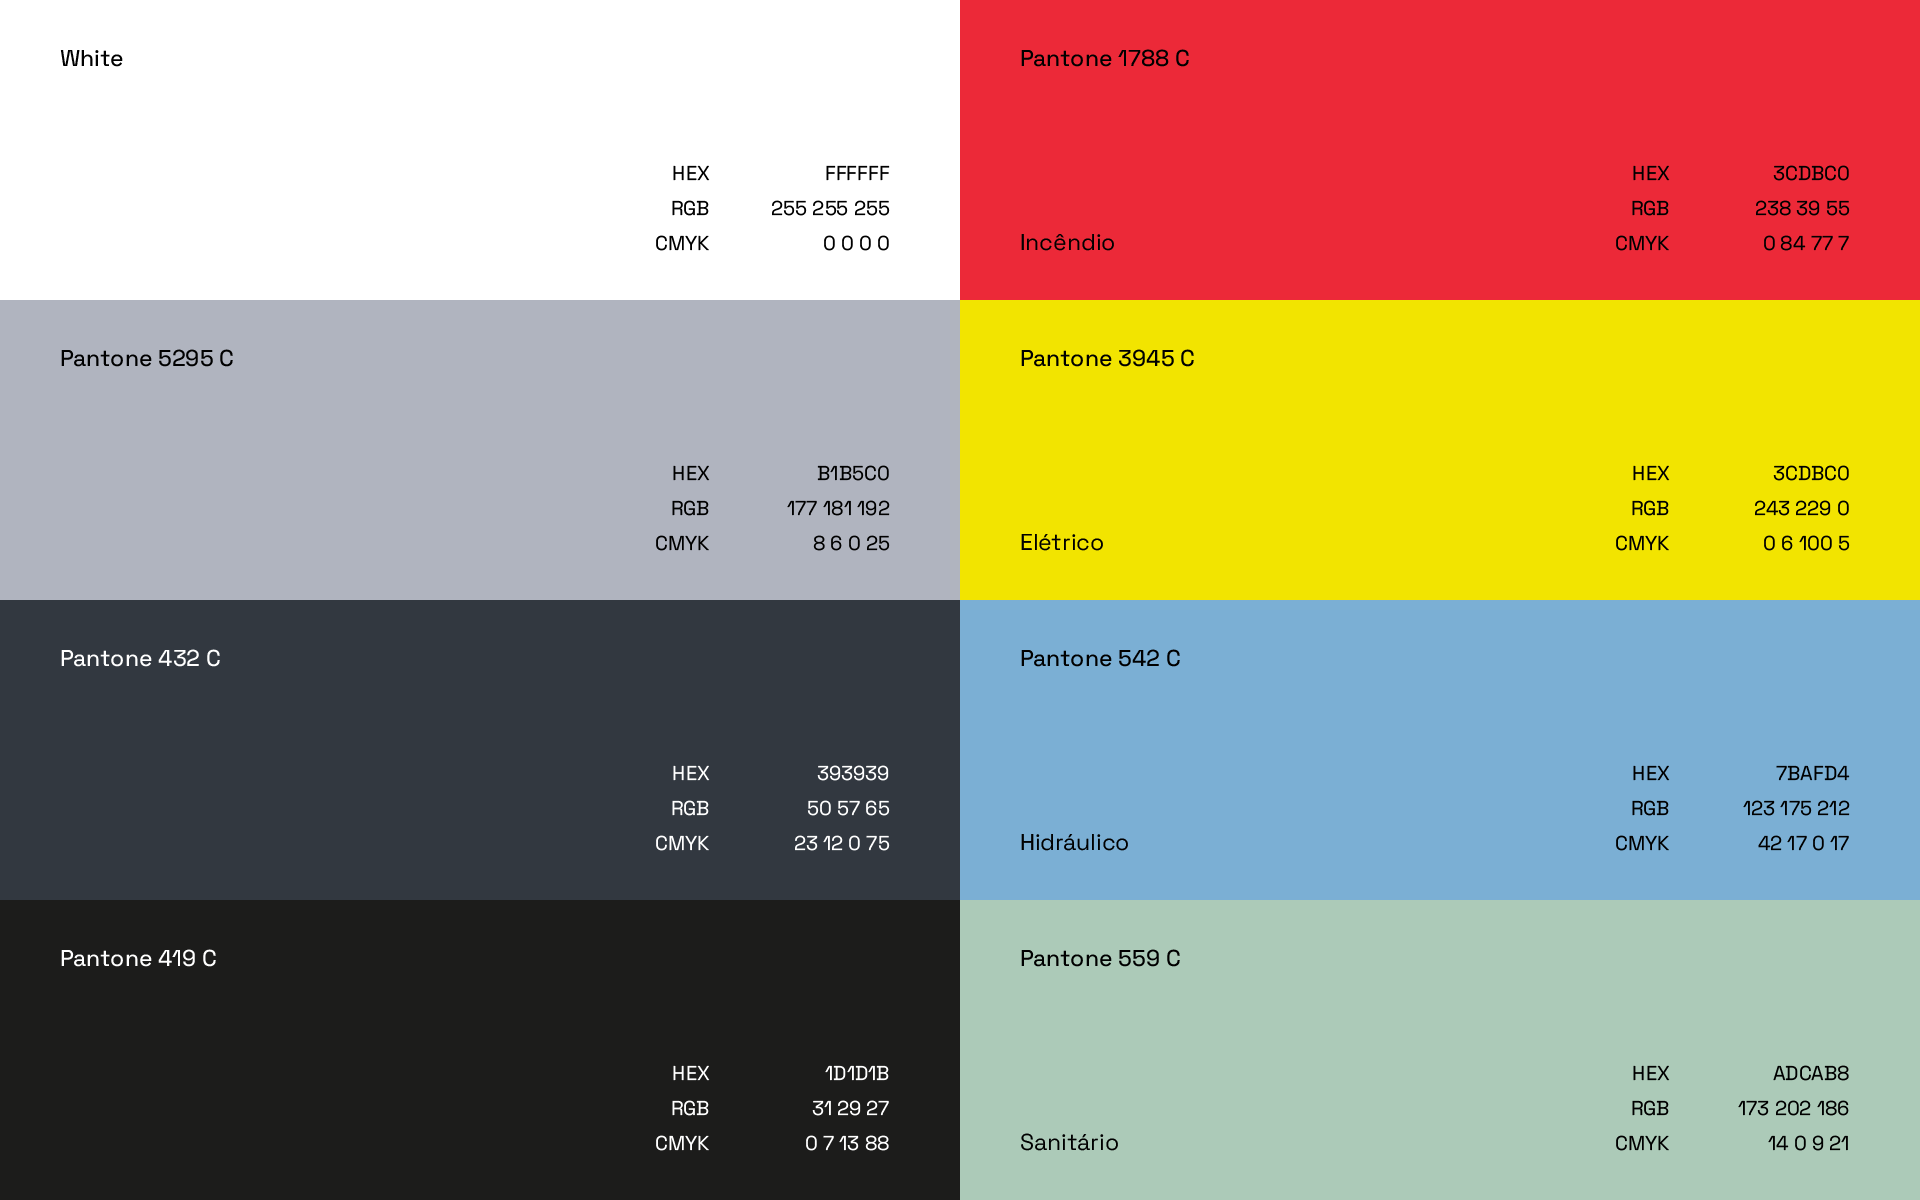 White
HEX FFFFFF
RGB 255 255 255
CMYK 0 0 0 0
Pantone 1788 C
HEX 3CDBC0
RGB 238 39 55
Incêndio CMYK 0 84 77 7
Pantone 5295 C
HEX B1B5C0
RGB 177 181 192
CMYK 8 6 0 25
Pantone 3945 C
HEX 3CDBC0
RGB 243 229 0
Elétrico CMYK 0 6 100 5
Pantone 432 C
HEX 393939
RGB 50 57 65
CMYK 23 12 0 75
Pantone 542 C
HEX 7BAFD4
RGB 123 175 212
Hidráulico CMYK 42 17 0 17
Pantone 419 C
HEX 1D1D1B
RGB 31 29 27
CMYK 0 7 13 88
Pantone 559 C
HEX ADCAB8
RGB 173 202 186
Sanitário CMYK 14 0 9 21